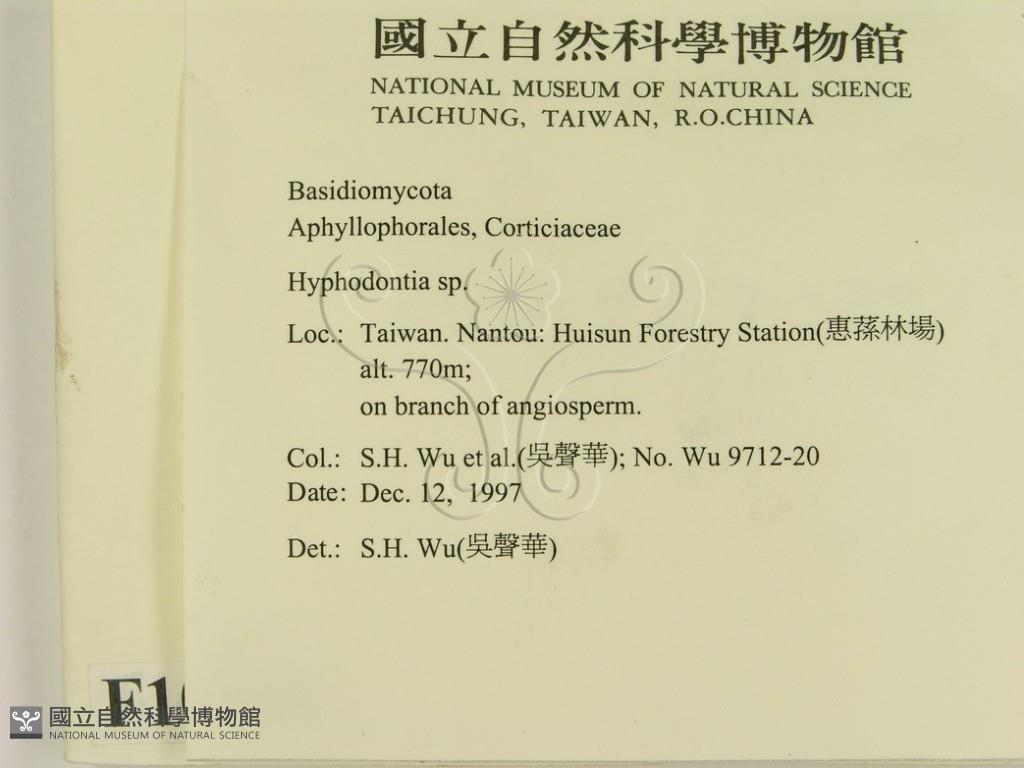 國立自然科學博物館
NATIONAL MUSEUM OF NATURAL SCIENCE
TAICHUNG, TAIWAN, R.O.CHINA
Basidiomycota
Aphyllophorales, Corticiaceae
Hyphodontia sp.
Loc.: Taiwan. Nantou: Huisun Forestry Station(惠蓀林場)
alt. 770m;
on branch of angiosperm.
Col.: S.H. Wu et al.(吳聲華); No. Wu 9712-20
Date: Dec. 12, 1997
Det.: S.H. Wu(吳聲華)
國立自然科學博物館
NATIONAL MUSEUM OF NATURAL SCIENCE